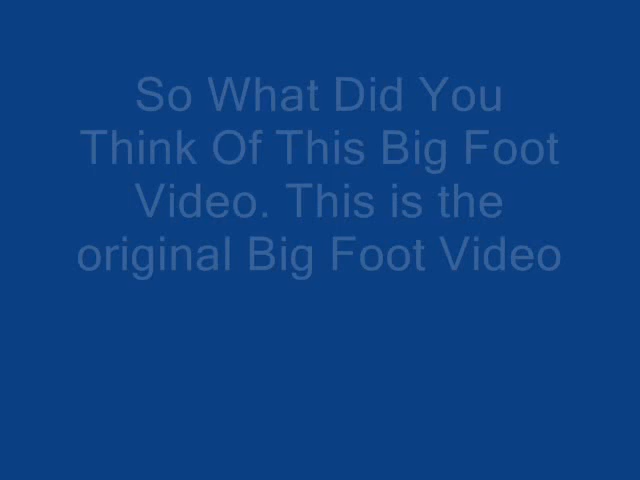 So What Did You
Think Of This Big Foot
Video. This is the
original Big Foot Video